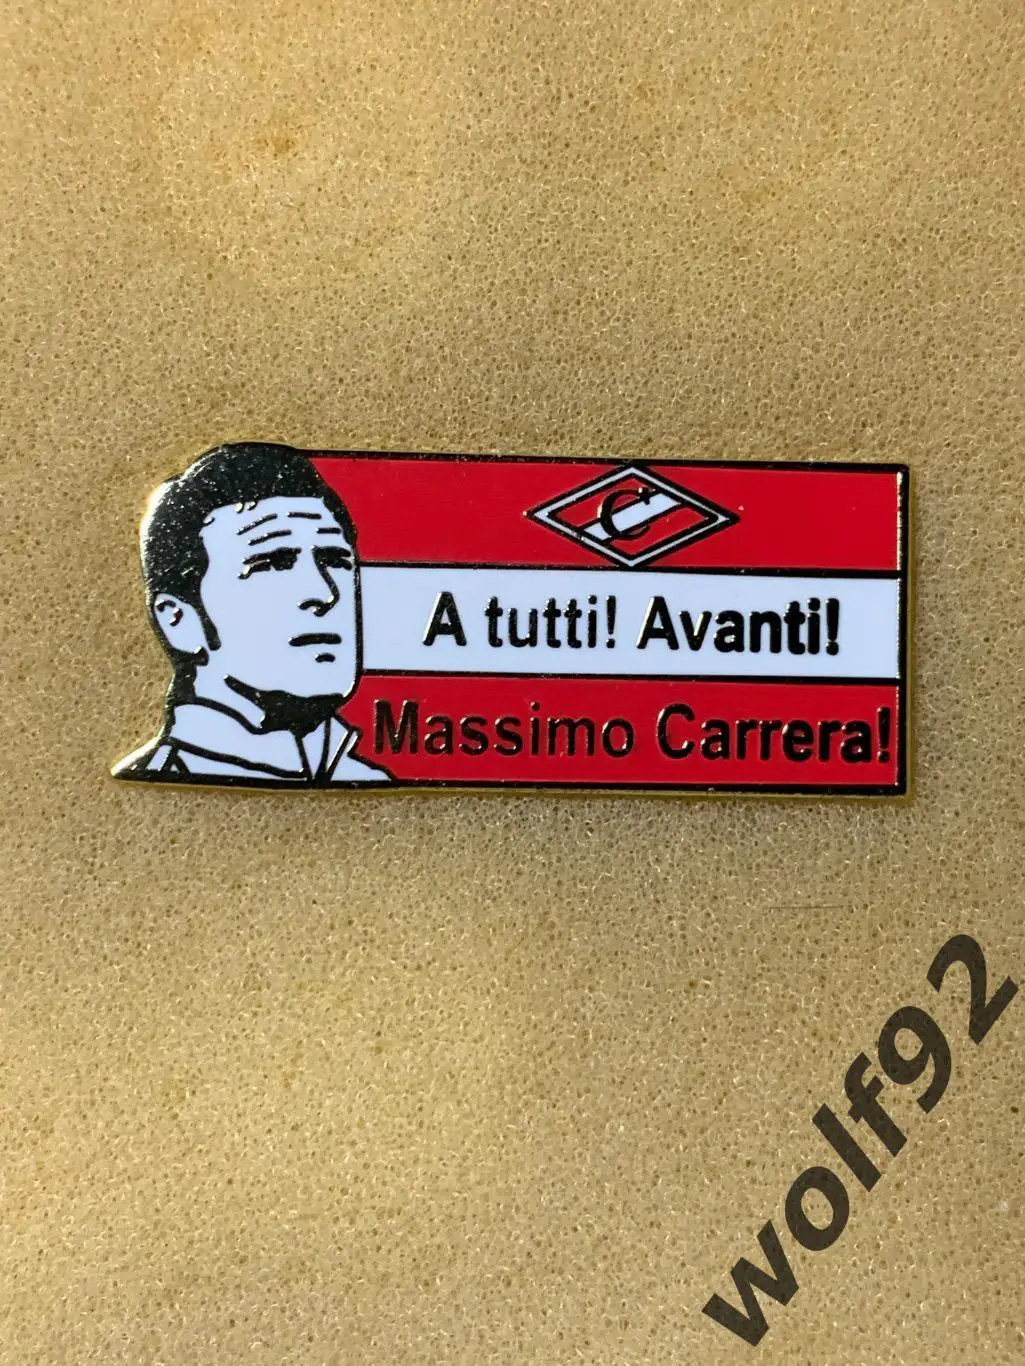 С
A tutti! Avanti!
Massimo Carrera!
wolf92